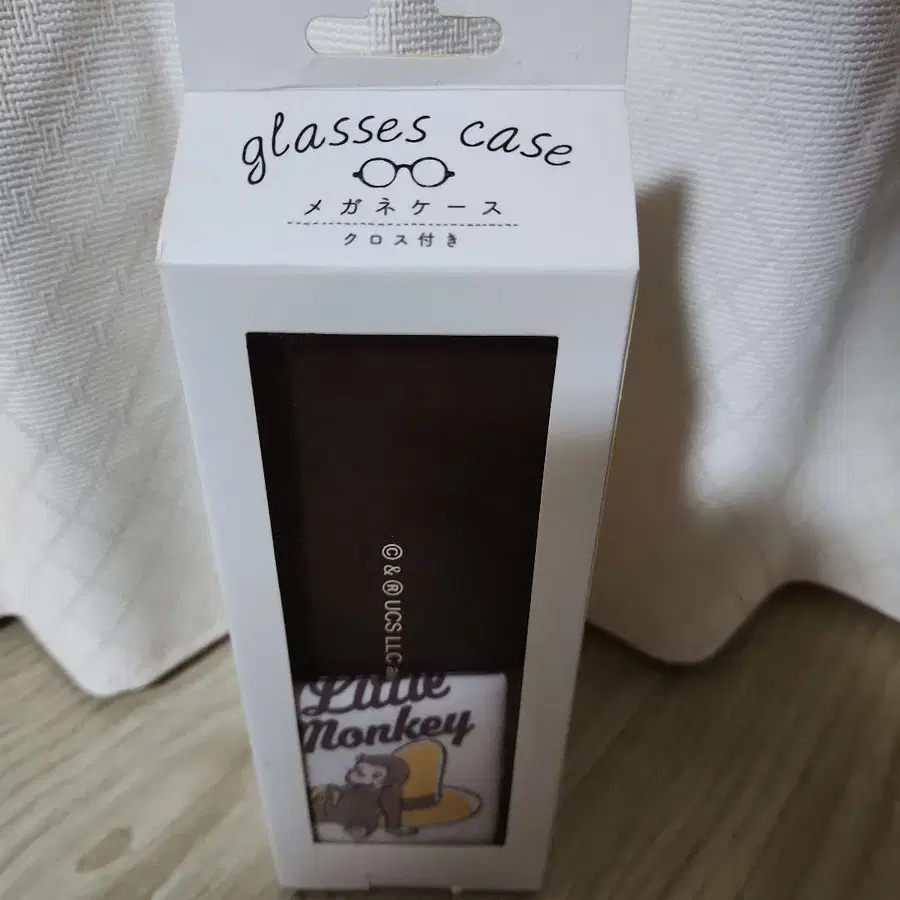 glasses case
メガネケース
クロス付き
© & ® UCS LLC
Little
Monkey